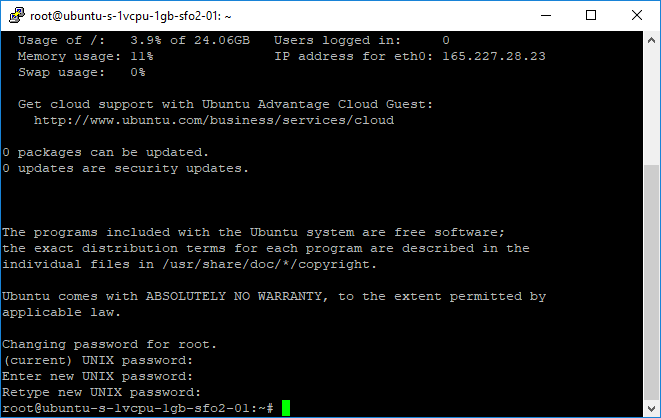 root@ubuntu-s-1vcpu-1gb-sfo2-01: ~
Usage of /:   3.9% of 24.06GB   Users logged in:     0
Memory usage: 11%               IP address for eth0: 165.227.28.23
Swap usage:   0%
Get cloud support with Ubuntu Advantage Cloud Guest:
http://www.ubuntu.com/business/services/cloud
0 packages can be updated.
0 updates are security updates.
The programs included with the Ubuntu system are free software;
the exact distribution terms for each program are described in the
individual files in /usr/share/doc/*/copyright.
Ubuntu comes with ABSOLUTELY NO WARRANTY, to the extent permitted by
applicable law.
Changing password for root.
(current) UNIX password:
Enter new UNIX password:
Retype new UNIX password:
root@ubuntu-s-1vcpu-1gb-sfo2-01:~#